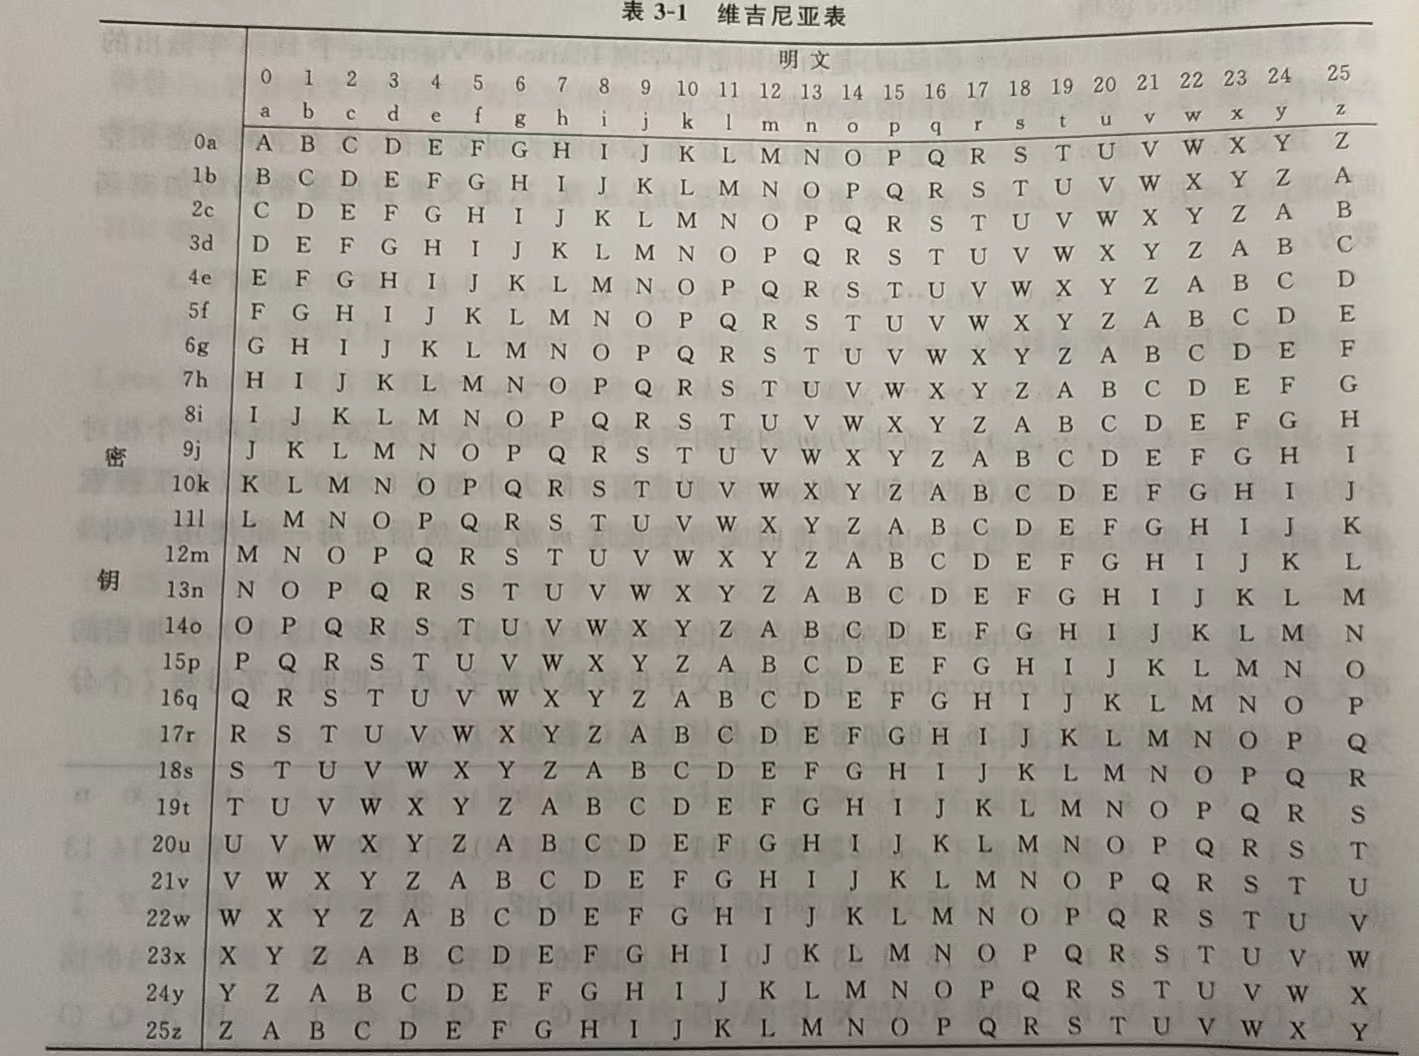 表 3-1 维吉尼亚表
明文
0 1 2 3 4 5 6 7 8 9 10 11 12 13 14 15 16 17 18 19 20 21 22 23 24 25
a b c d e f g h i j k l m n o p q r s t u v w x y z
0a A B C D E F G H I J K L M N O P Q R S T U V W X Y Z
1b B C D E F G H I J K L M N O P Q R S T U V W X Y Z A
2c C D E F G H I J K L M N O P Q R S T U V W X Y Z A B
3d D E F G H I J K L M N O P Q R S T U V W X Y Z A B C
4e E F G H I J K L M N O P Q R S T U V W X Y Z A B C D
5f F G H I J K L M N O P Q R S T U V W X Y Z A B C D E
6g G H I J K L M N O P Q R S T U V W X Y Z A B C D E F
7h H I J K L M N O P Q R S T U V W X Y Z A B C D E F G
8i I J K L M N O P Q R S T U V W X Y Z A B C D E F G H
密 9j J K L M N O P Q R S T U V W X Y Z A B C D E F G H I
10k K L M N O P Q R S T U V W X Y Z A B C D E F G H I J
11l L M N O P Q R S T U V W X Y Z A B C D E F G H I J K
12m M N O P Q R S T U V W X Y Z A B C D E F G H I J K L
钥 13n N O P Q R S T U V W X Y Z A B C D E F G H I J K L M
14o O P Q R S T U V W X Y Z A B C D E F G H I J K L M N
15p P Q R S T U V W X Y Z A B C D E F G H I J K L M N O
16q Q R S T U V W X Y Z A B C D E F G H I J K L M N O P
17r R S T U V W X Y Z A B C D E F G H I J K L M N O P Q
18s S T U V W X Y Z A B C D E F G H I J K L M N O P Q R
19t T U V W X Y Z A B C D E F G H I J K L M N O P Q R S
20u U V W X Y Z A B C D E F G H I J K L M N O P Q R S T
21v V W X Y Z A B C D E F G H I J K L M N O P Q R S T U
22w W X Y Z A B C D E F G H I J K L M N O P Q R S T U V
23x X Y Z A B C D E F G H I J K L M N O P Q R S T U V W
24y Y Z A B C D E F G H I J K L M N O P Q R S T U V W X
25z Z A B C D E F G H I J K L M N O P Q R S T U V W X Y